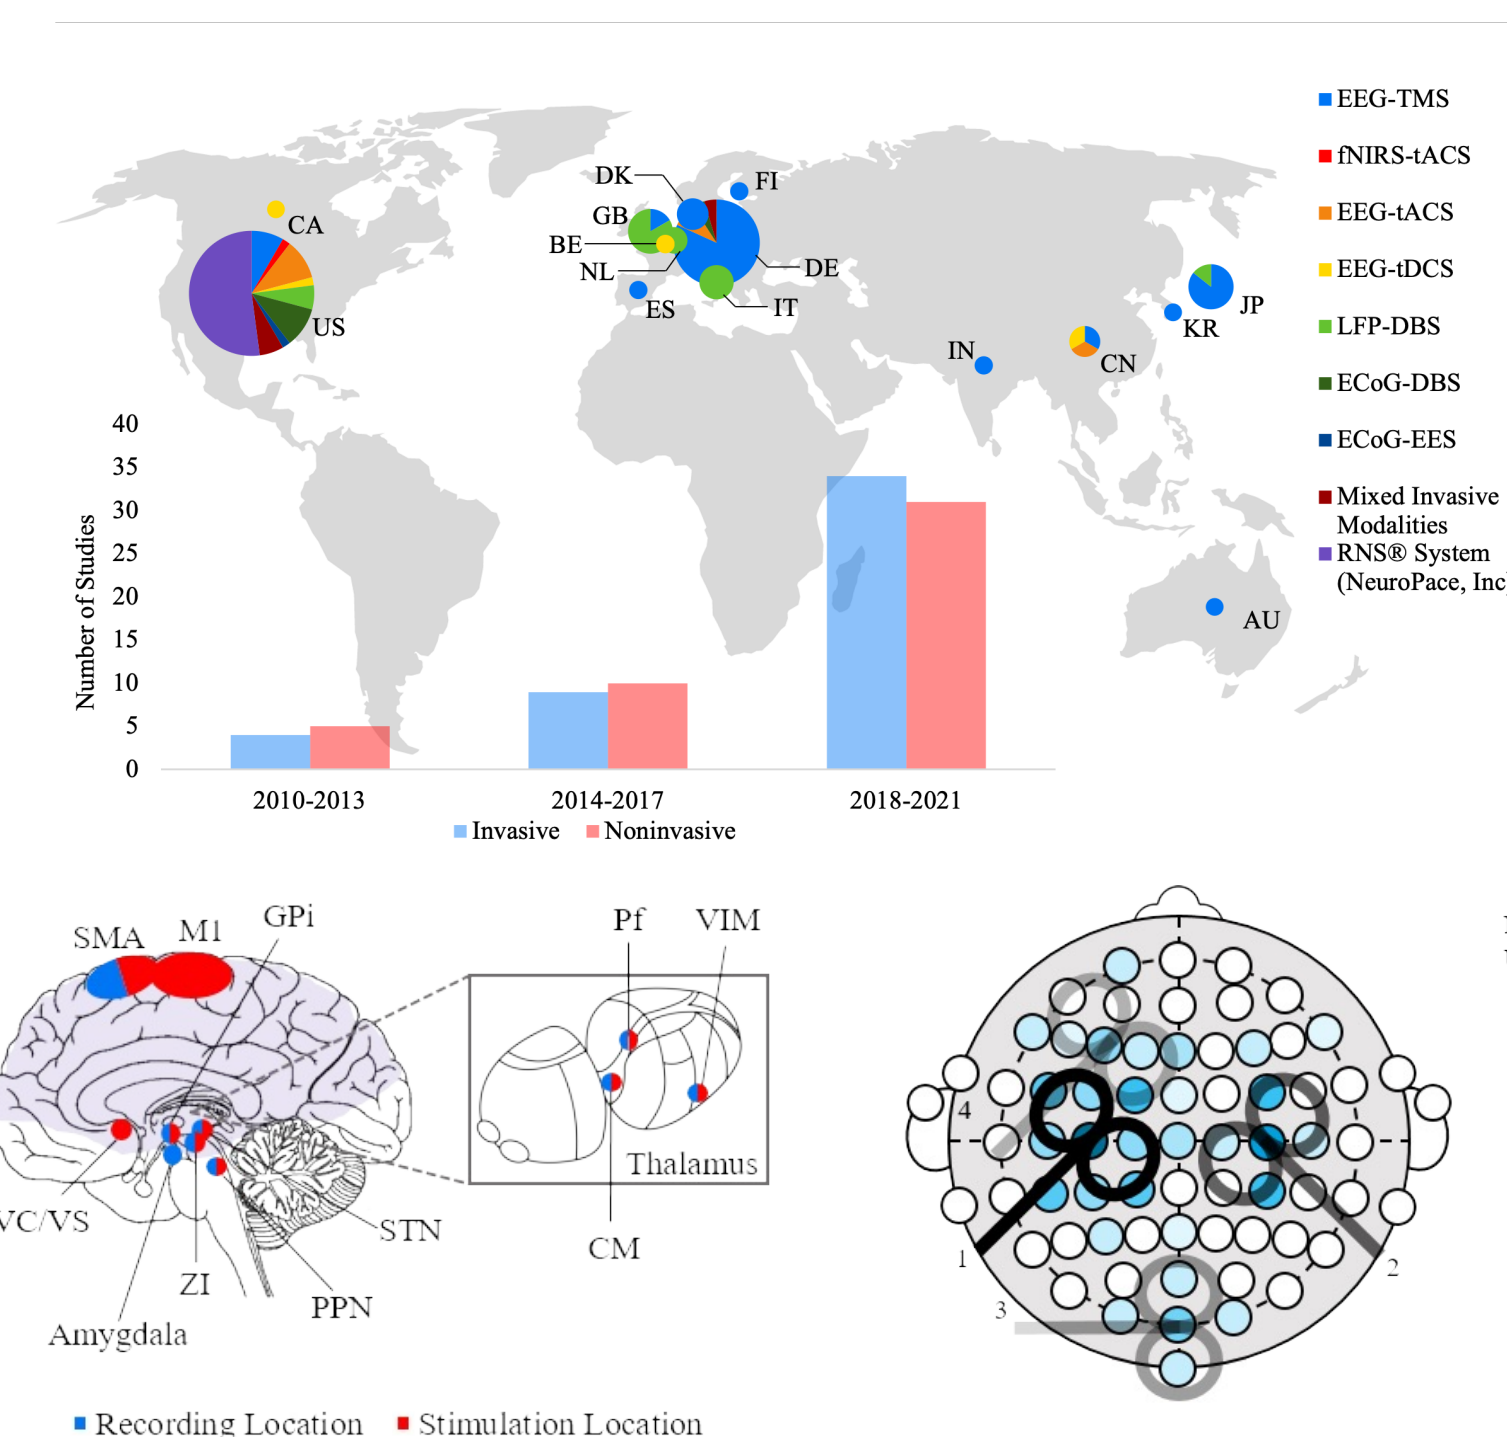 EEG-TMS
fNIRS-tACS
EEG-tACS
EEG-tDCS
LFP-DBS
ECoG-DBS
ECoG-EES
Mixed Invasive
Modalities
RNS® System
(NeuroPace, Inc)
CA
US
DK
FI
GB
BE
NL
DE
ES
IT
IN
CN
KR
JP
AU
Number of Studies
40
35
30
25
20
15
10
5
0
2010-2013
2014-2017
2018-2021
Invasive
Noninvasive
SMA
M1
GPi
Pf
VIM
VC/VS
STN
ZI
PPN
Amygdala
Thalamus
CM
4
1
2
3
Recording Location
Stimulation Location